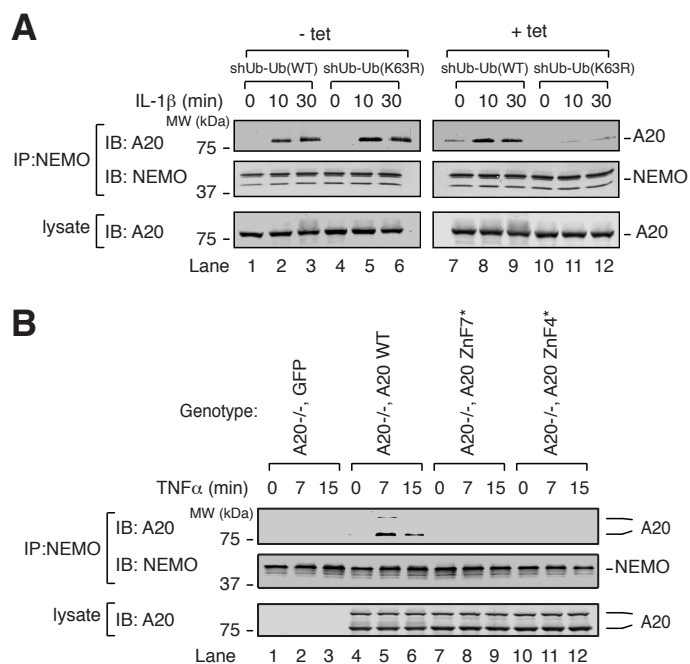 A
- tet
+ tet
shUb-Ub(WT) shUb-Ub(K63R)
shUb-Ub(WT) shUb-Ub(K63R)
IL-1β (min) 0 10 30 0 10 30 0 10 30 0 10 30
MW (kDa)
IP:NEMO
IB: A20
75
A20
IB: NEMO
37
NEMO
lysate
IB: A20
75
A20
Lane 1 2 3 4 5 6 7 8 9 10 11 12
B
Genotype:
A20-/-, GFP
A20-/-, A20 WT
A20-/-, A20 ZnF7*
A20-/-, A20 ZnF4*
TNFα (min) 0 7 15 0 7 15 0 7 15 0 7 15
MW (kDa)
IP:NEMO
IB: A20
75
A20
IB: NEMO
37
NEMO
lysate
IB: A20
75
A20
Lane 1 2 3 4 5 6 7 8 9 10 11 12